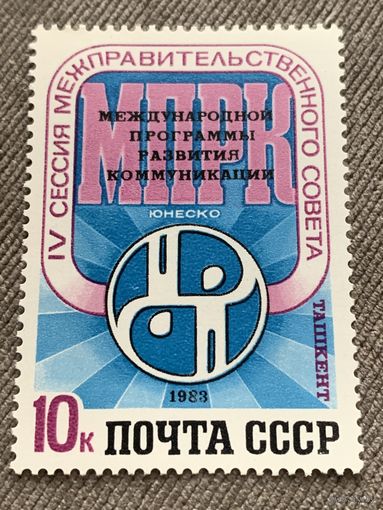 IV СЕССИЯ МЕЖПРАВИТЕЛЬСТВЕННОГО СОВЕТА
МПРК
МЕЖДУНАРОДНОЙ
ПРОГРАММЫ
РАЗВИТИЯ
КОММУНИКАЦИИ
ЮНЕСКО
ТАШКЕНТ
1983
10к ПОЧТА СССР